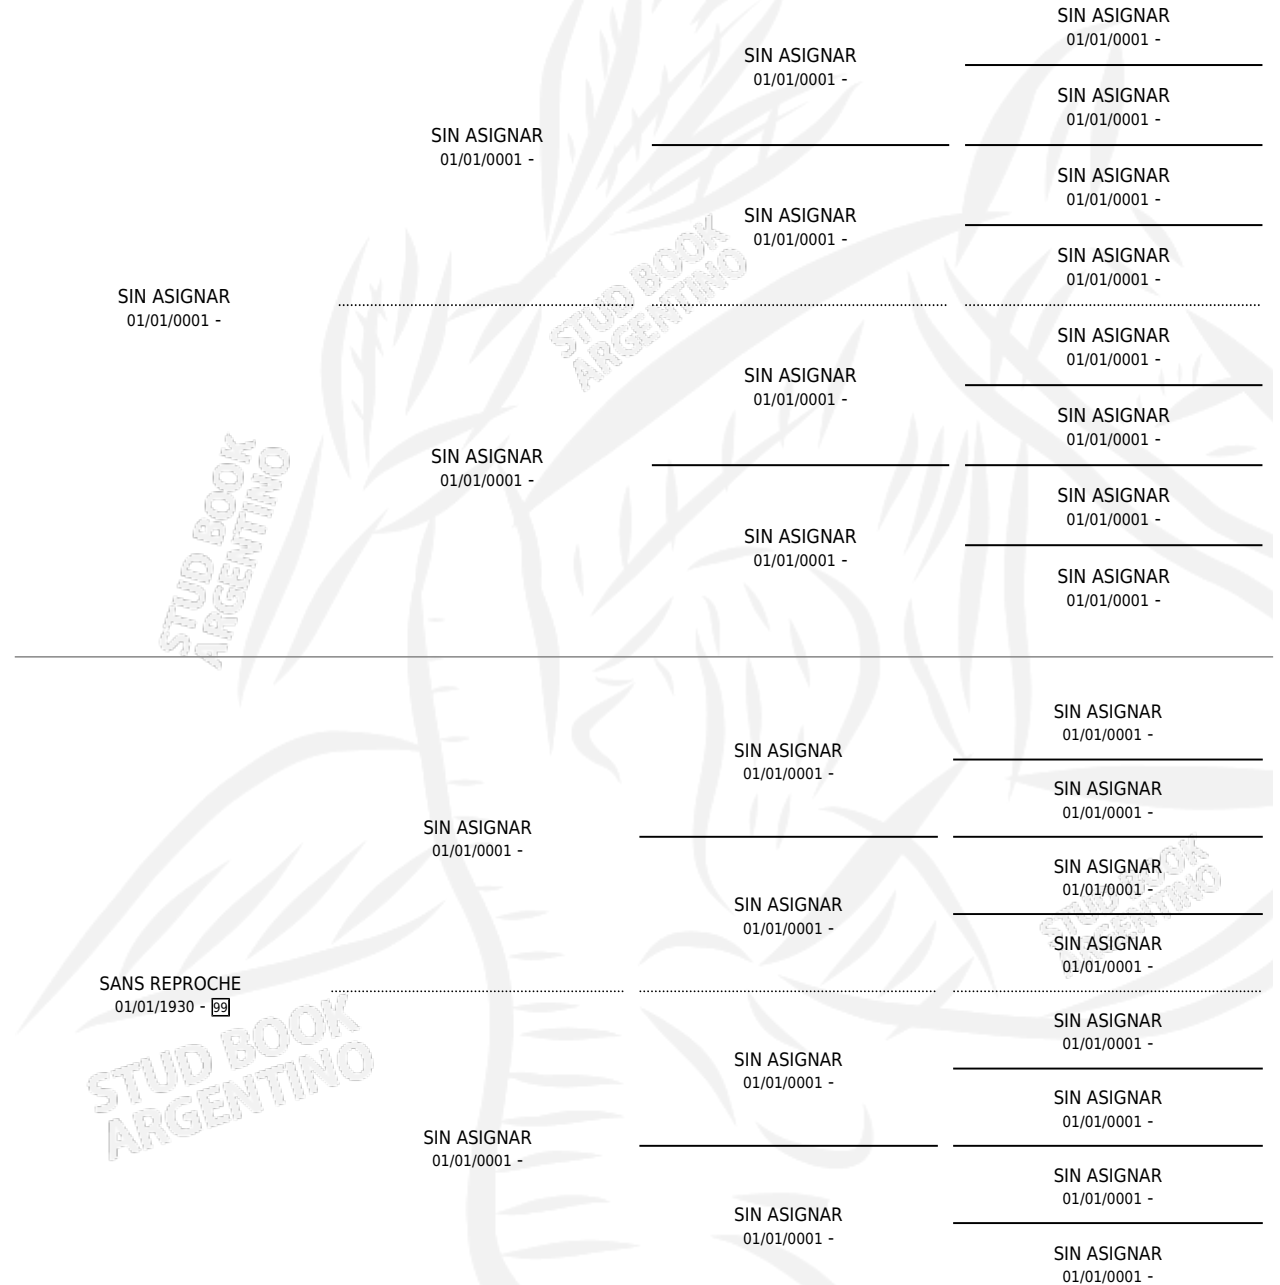 SIN ASIGNAR
01/01/0001 -
SIN ASIGNAR
01/01/0001 -
SIN ASIGNAR
01/01/0001 -
SIN ASIGNAR
01/01/0001 -
SIN ASIGNAR
01/01/0001 -
SIN ASIGNAR
01/01/0001 -
SIN ASIGNAR
01/01/0001 -
STUD BOOK
ARGENTINO
SIN ASIGNAR
01/01/0001 -
SIN ASIGNAR
01/01/0001 -
SIN ASIGNAR
01/01/0001 -
SIN ASIGNAR
01/01/0001 -
SIN ASIGNAR
01/01/0001 -
SIN ASIGNAR
01/01/0001 -
STUD BOOK
ARGENTINO
SIN ASIGNAR
01/01/0001 -
SIN ASIGNAR
01/01/0001 -
SIN ASIGNAR
01/01/0001 -
SIN ASIGNAR
01/01/0001 -
SIN ASIGNAR
01/01/0001 -
SIN ASIGNAR
01/01/0001 -
SIN ASIGNAR
01/01/0001 -
SIN ASIGNAR
01/01/0001 -
STUD BOOK
ARGENTINO
SIN ASIGNAR
01/01/0001 -
SIN ASIGNAR
01/01/0001 -
SANS REPROCHE
01/01/1930 - 99
STUD BOOK
ARGENTINO
SIN ASIGNAR
01/01/0001 -
SIN ASIGNAR
01/01/0001 -
SIN ASIGNAR
01/01/0001 -
SIN ASIGNAR
01/01/0001 -
SIN ASIGNAR
01/01/0001 -
SIN ASIGNAR
01/01/0001 -
SIN ASIGNAR
01/01/0001 -